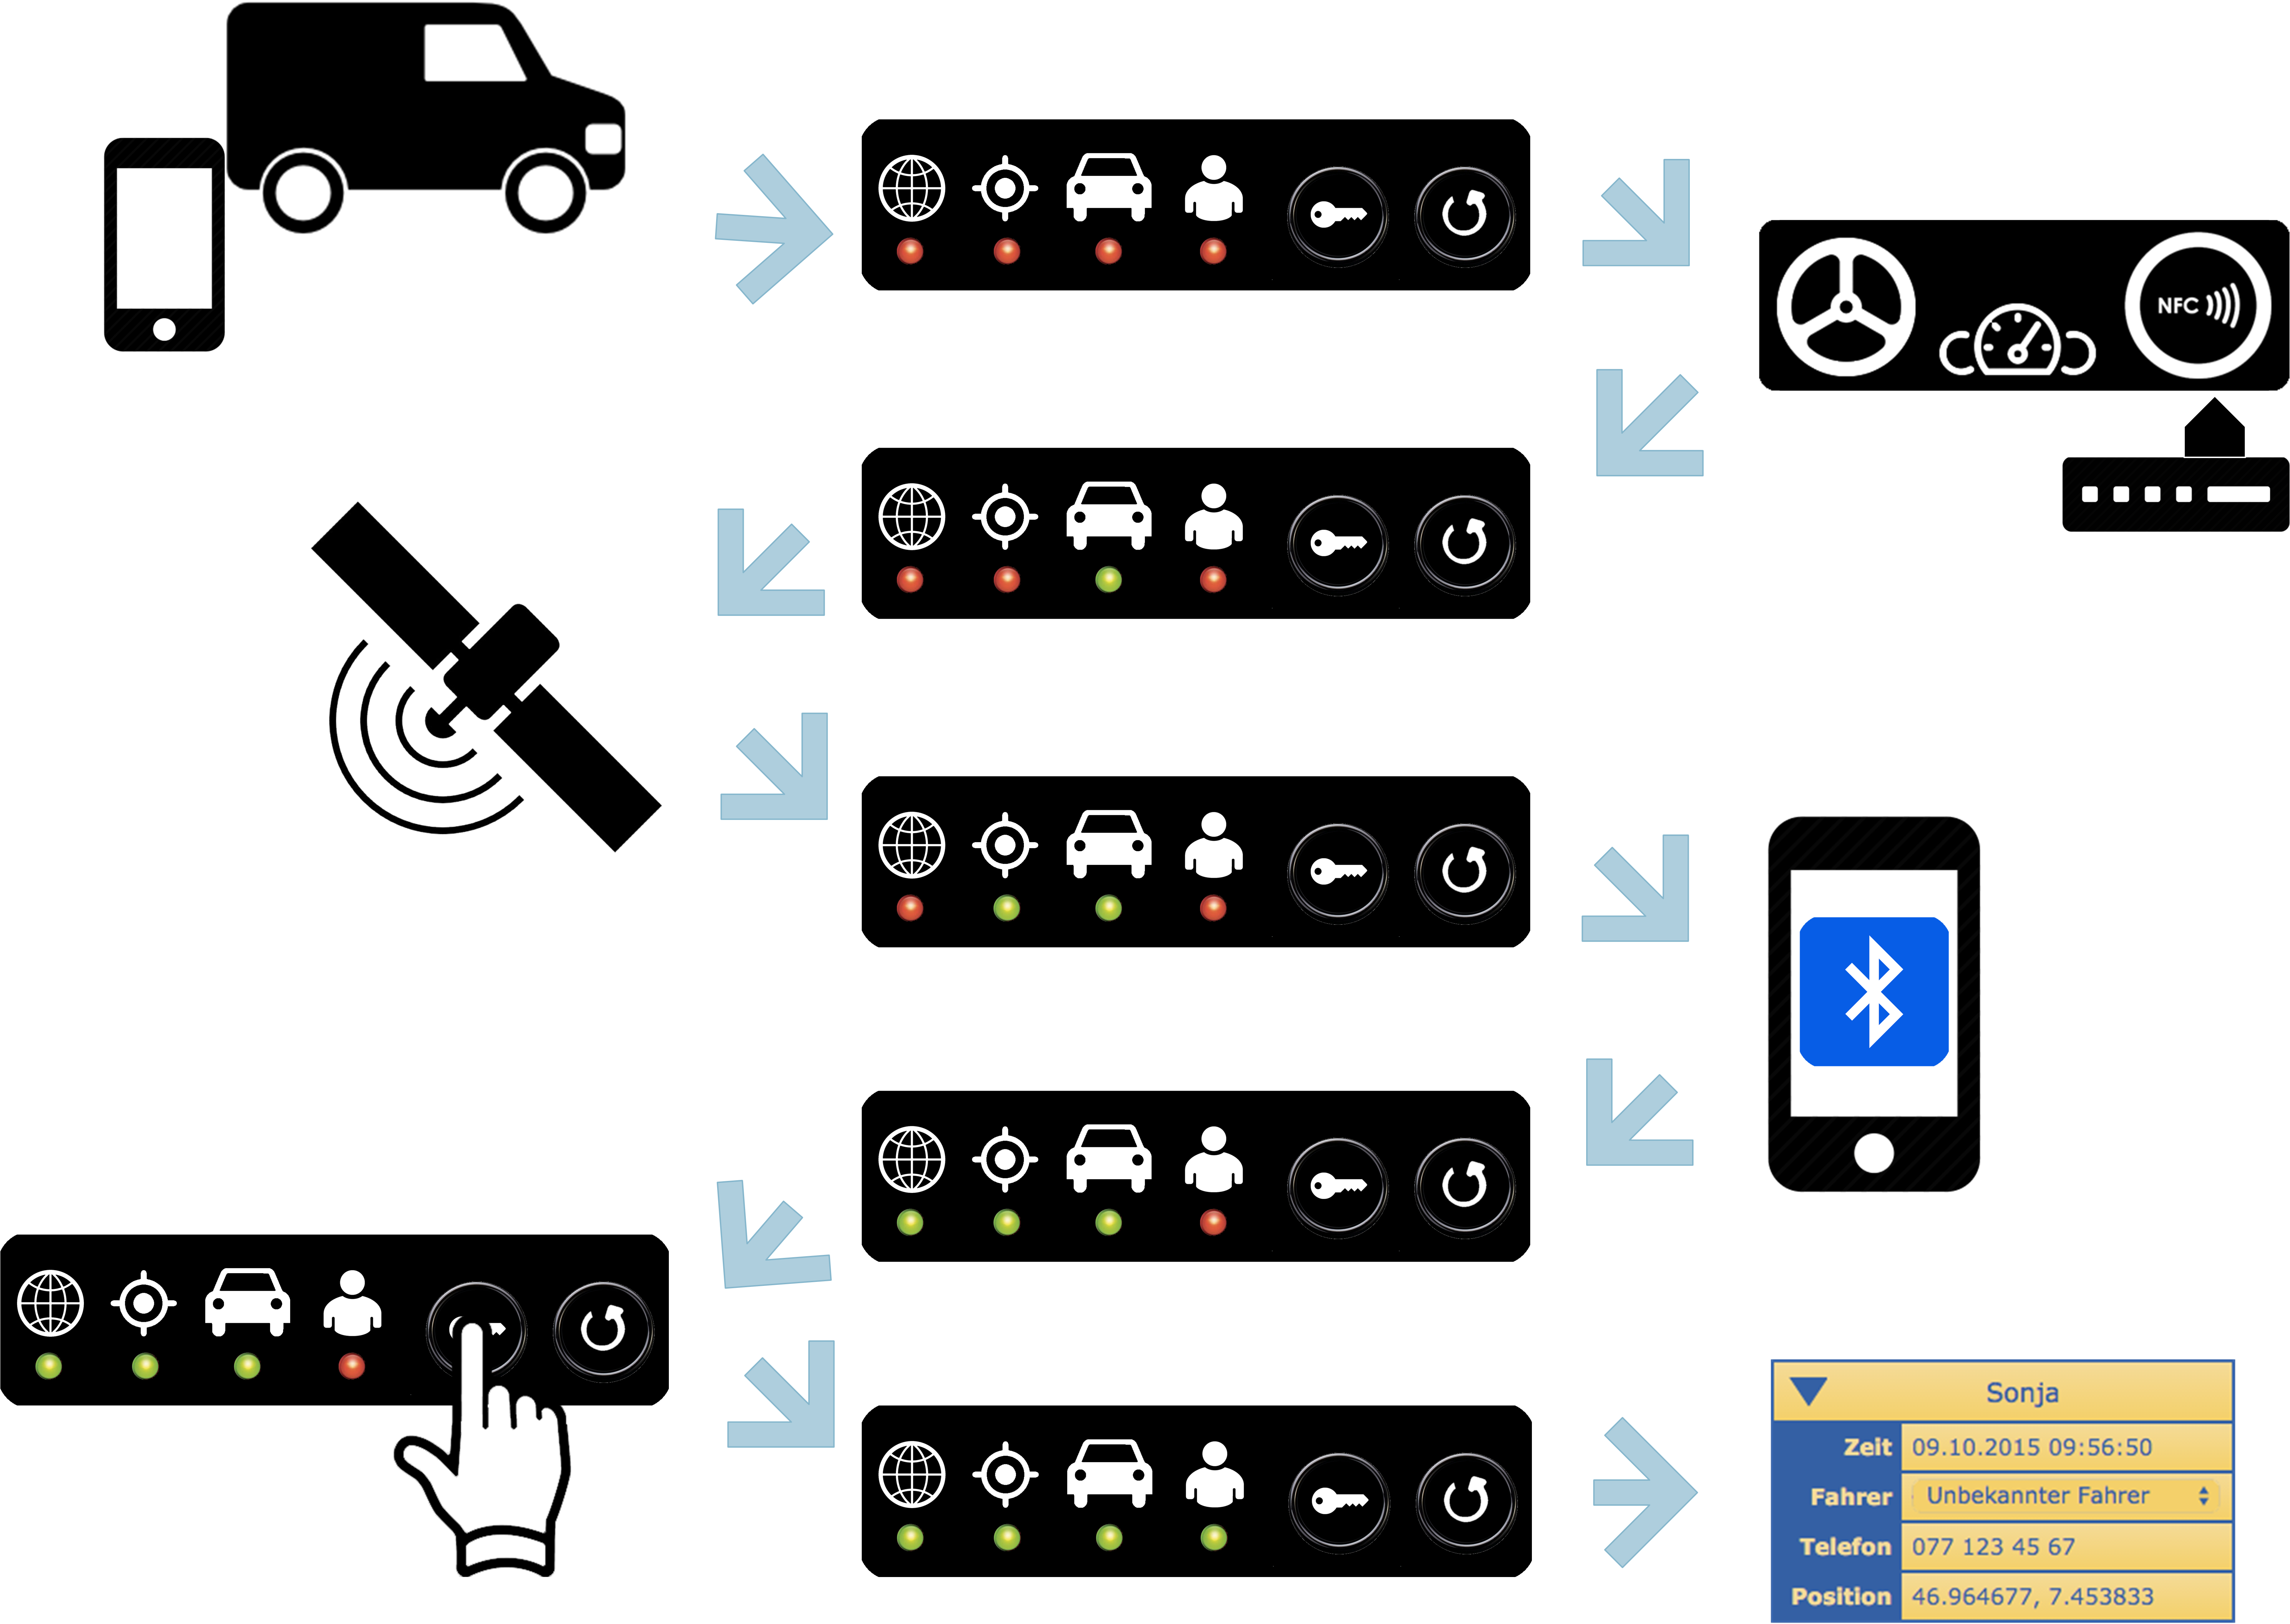 NFC
Sonja
Zeit 09.10.2015 09:56:50
Fahrer Unbekannter Fahrer
Telefon 077 123 45 67
Position 46.964677, 7.453833